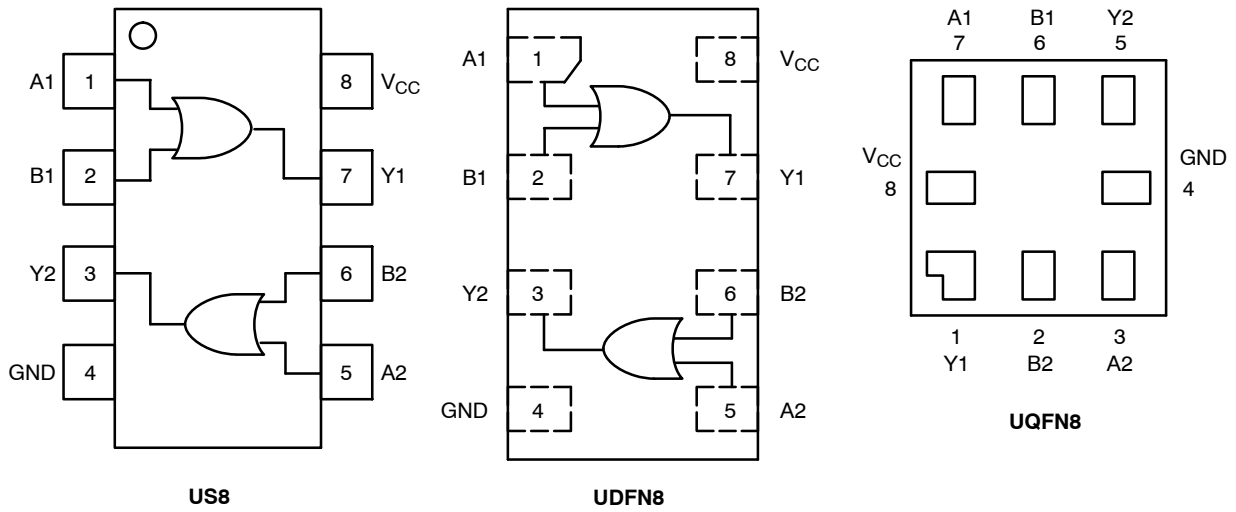 A1 1 8 VCC
B1 2 7 Y1
Y2 3 6 B2
GND 4 5 A2
US8
A1 1 8 VCC
B1 2 7 Y1
Y2 3 6 B2
GND 4 5 A2
UDFN8
A1 B1 Y2
7 6 5
VCC GND
8 4
1 2 3
Y1 B2 A2
UQFN8